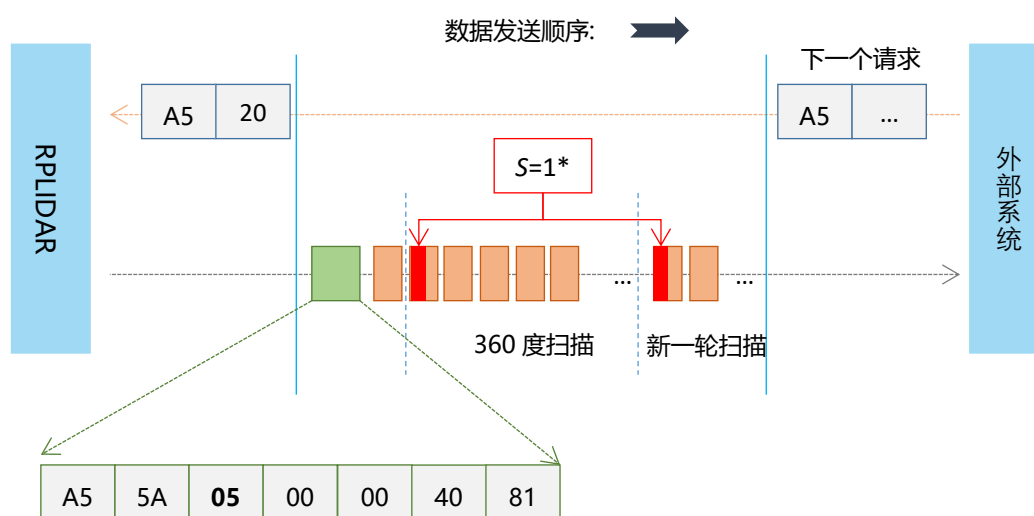 数据发送顺序:
下一个请求
A5 20
A5 ...
RPLIDAR
外部系统
S=1*
... ...
360 度扫描
新一轮扫描
A5 5A 05 00 00 40 81